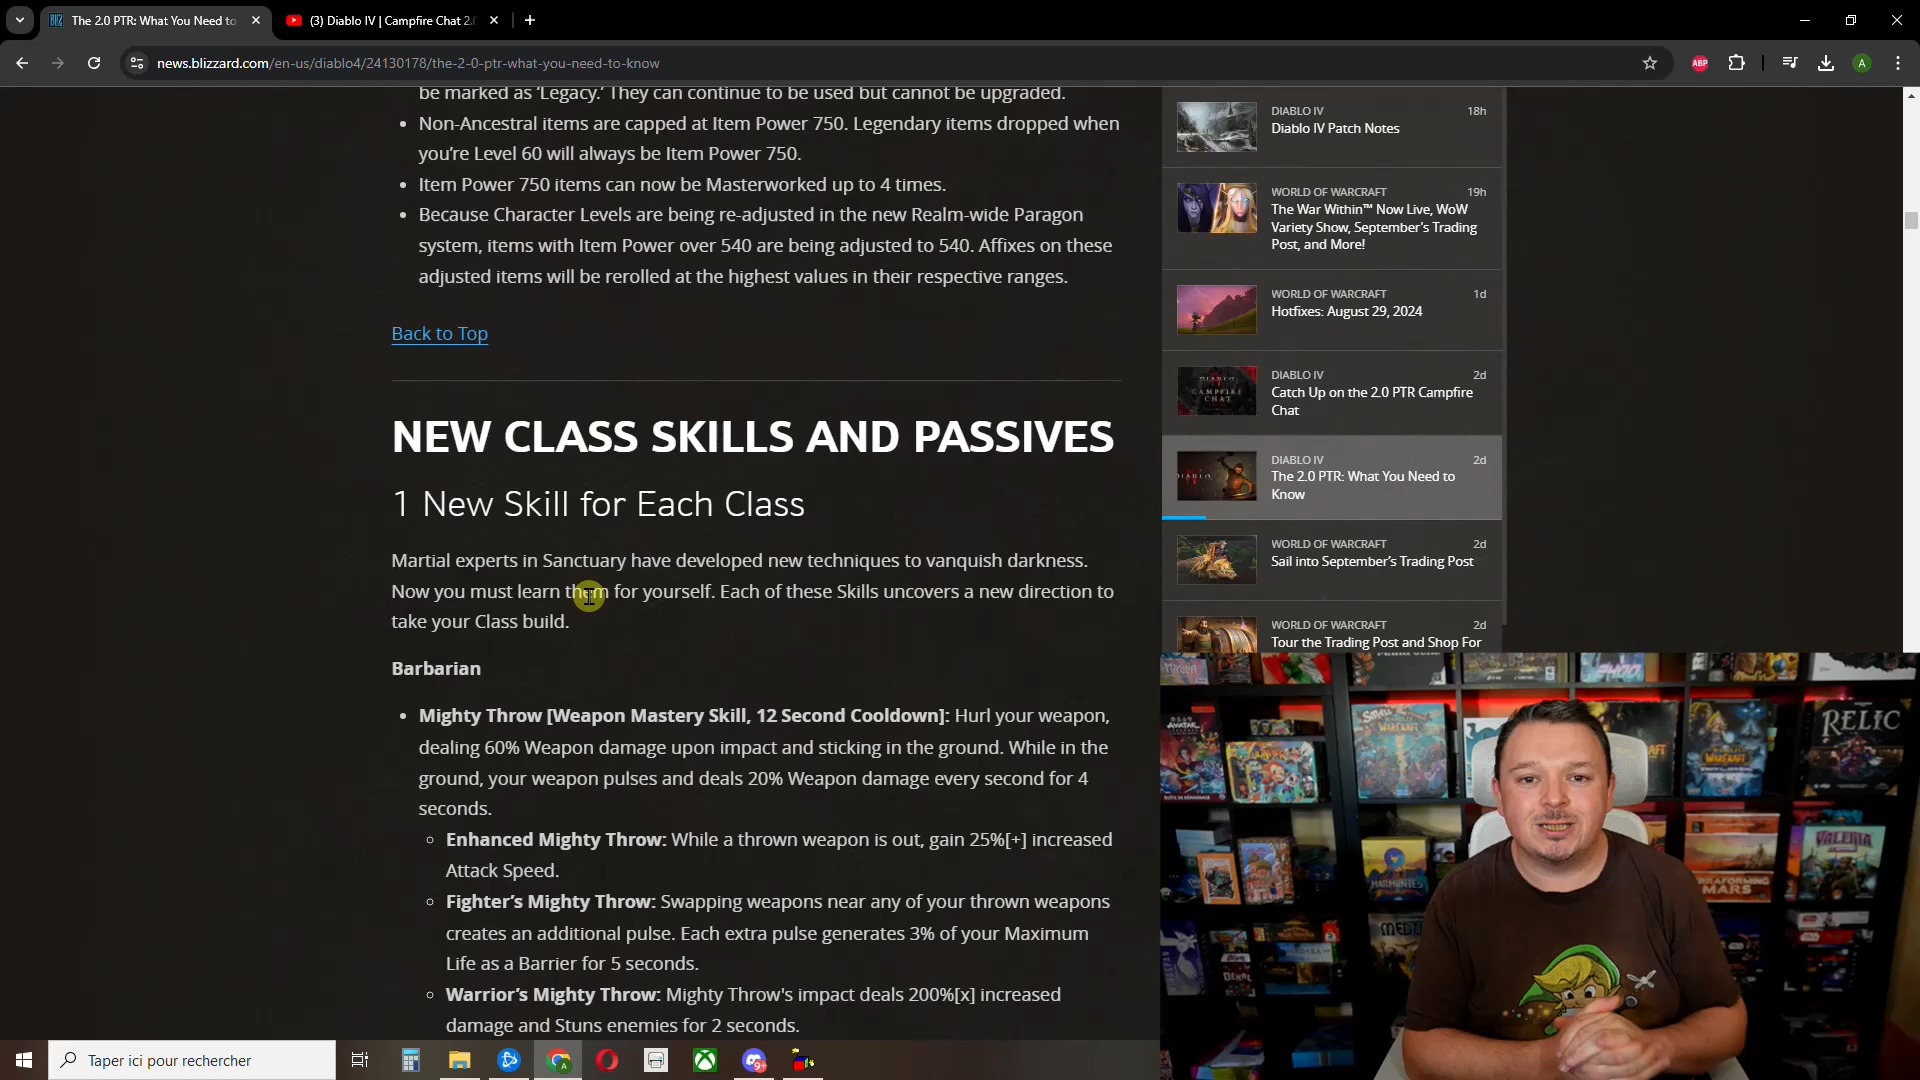 The 2.0 PTR: What You Need to
(3) Diablo IV | Campfire Chat 2.
news.blizzard.com/en-us/diablo4/24130178/the-2-0-ptr-what-you-need-to-know
ABP
A
be marked as ‘Legacy.’ They can continue to be used but cannot be upgraded.
• Non-Ancestral items are capped at Item Power 750. Legendary items dropped when
you’re Level 60 will always be Item Power 750.
• Item Power 750 items can now be Masterworked up to 4 times.
• Because Character Levels are being re-adjusted in the new Realm-wide Paragon
system, items with Item Power over 540 are being adjusted to 540. Affixes on these
adjusted items will be rerolled at the highest values in their respective ranges.
Back to Top
NEW CLASS SKILLS AND PASSIVES
1 New Skill for Each Class
Martial experts in Sanctuary have developed new techniques to vanquish darkness.
Now you must learn them for yourself. Each of these Skills uncovers a new direction to
take your Class build.
Barbarian
• Mighty Throw [Weapon Mastery Skill, 12 Second Cooldown]: Hurl your weapon,
dealing 60% Weapon damage upon impact and sticking in the ground. While in the
ground, your weapon pulses and deals 20% Weapon damage every second for 4
seconds.
Enhanced Mighty Throw: While a thrown weapon is out, gain 25%[+] increased
Attack Speed.
Fighter’s Mighty Throw: Swapping weapons near any of your thrown weapons
creates an additional pulse. Each extra pulse generates 3% of your Maximum
Life as a Barrier for 5 seconds.
Warrior’s Mighty Throw: Mighty Throw's impact deals 200%[x] increased
damage and Stuns enemies for 2 seconds.
DIABLO IV 18h
Diablo IV Patch Notes
WORLD OF WARCRAFT 19h
The War Within™ Now Live, WoW
Variety Show, September’s Trading
Post, and More!
WORLD OF WARCRAFT 1d
Hotfixes: August 29, 2024
DIABLO IV 2d
Catch Up on the 2.0 PTR Campfire
Chat
DIABLO IV 2d
The 2.0 PTR: What You Need to
Know
WORLD OF WARCRAFT 2d
Sail into September’s Trading Post
WORLD OF WARCRAFT 2d
Tour the Trading Post and Shop For
RELIC
HARMONIES
TERRAFORMING
MARS
VALERIA
Taper ici pour rechercher
9+